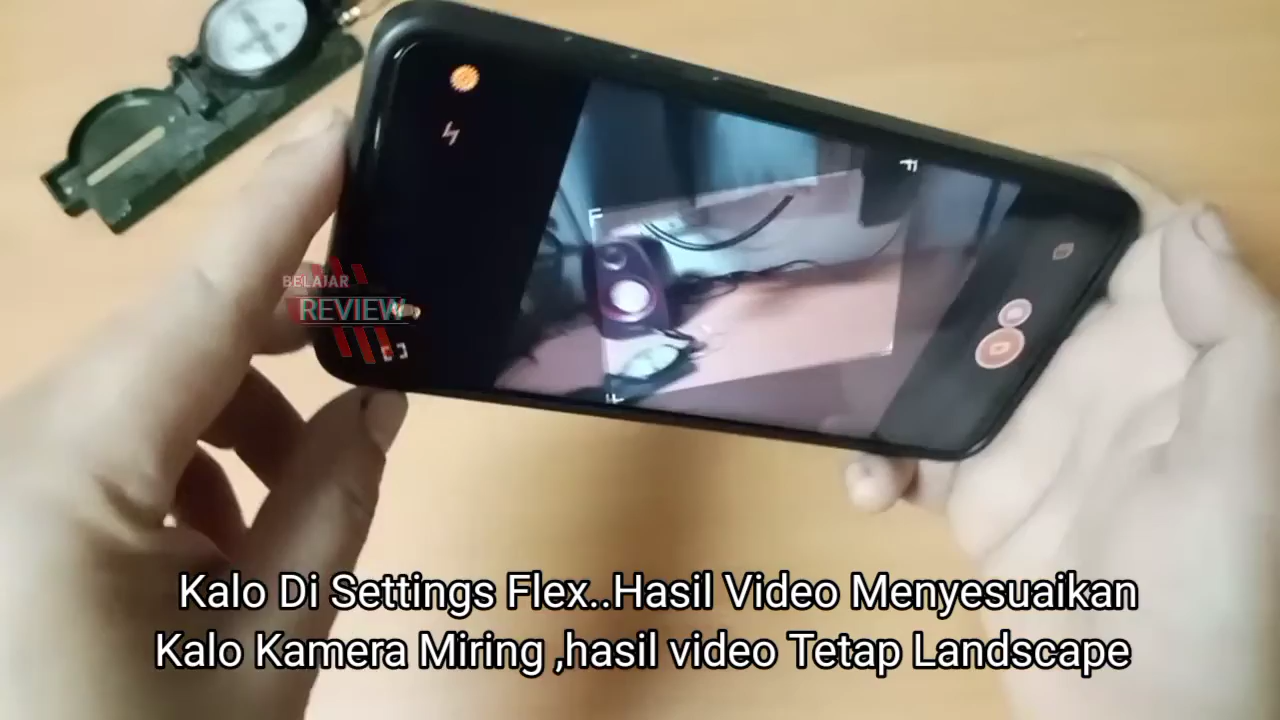 BELAJAR
REVIEW
Kalo Di Settings Flex..Hasil Video Menyesuaikan
Kalo Kamera Miring ,hasil video Tetap Landscape